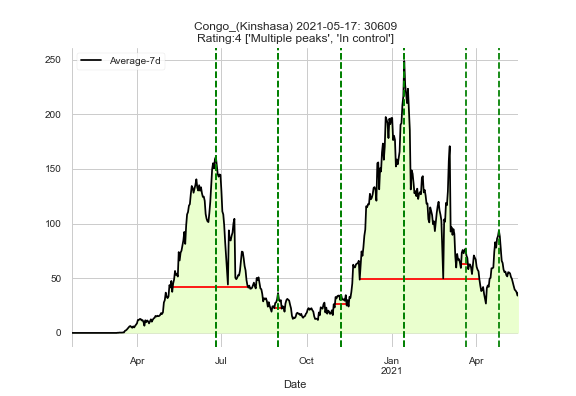 Congo_(Kinshasa) 2021-05-17: 30609
Rating:4 ['Multiple peaks', 'In control']
Average-7d
250
200
150
100
50
0
Apr
Jul
Oct
Jan
2021
Apr
Date